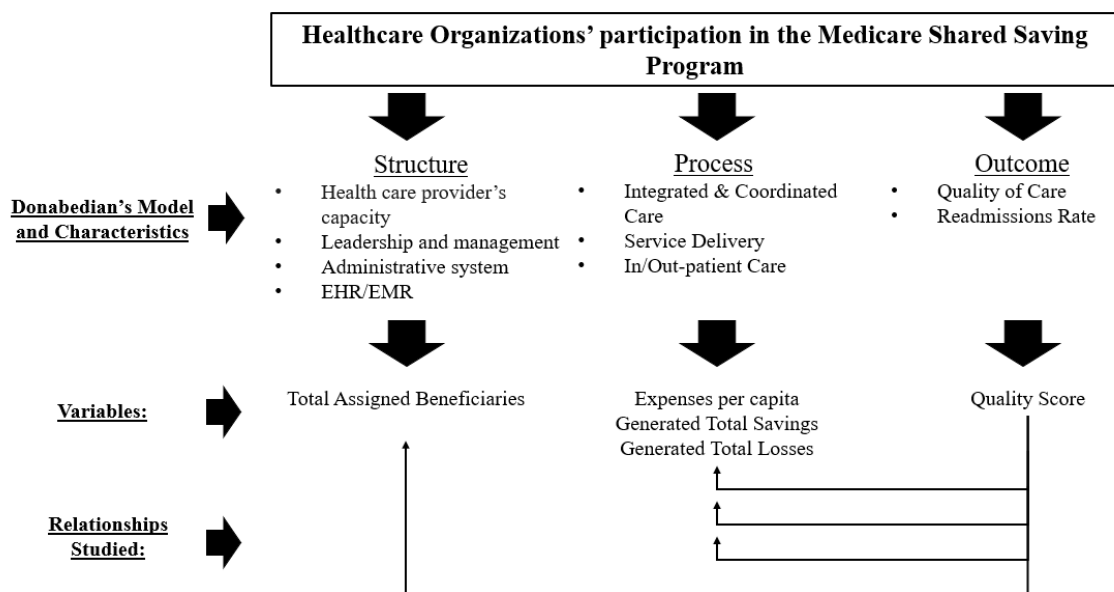 Healthcare Organizations’ participation in the Medicare Shared Saving
Program
Donabedian’s Model
and Characteristics
Structure
• Health care provider’s
capacity
• Leadership and management
• Administrative system
• EHR/EMR
Process
• Integrated & Coordinated
Care
• Service Delivery
• In/Out-patient Care
Outcome
• Quality of Care
• Readmissions Rate
Variables:
Total Assigned Beneficiaries
Expenses per capita
Generated Total Savings
Generated Total Losses
Quality Score
Relationships
Studied: